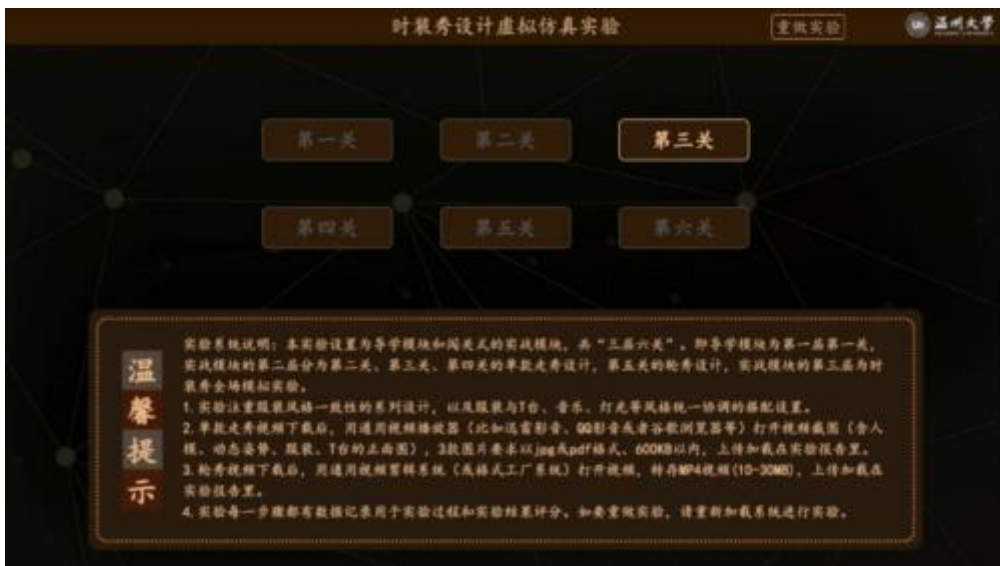 时装秀设计虚拟仿真实验
重做实验
温州大学
第一关
第二关
第三关
第四关
第五关
第六关
温馨提示
实验系统说明：本实验设置为导学模块和闯关式的实战模块，共“三层六关”。即导学模块为第一层第一关，
实战模块的第二层分为第二关、第三关、第四关的单款走秀设计，第五关的轮秀设计，实战模块的第三层为时
装秀全场模拟实验。
1.实验注重服装风格一致性的系列设计，以及服装与T台、音乐、灯光等风格统一协调的搭配设置。
2.单款走秀视频下载后，用通用视频播放器（比如迅雷影音、QQ影音或者谷歌浏览器等）打开视频截图（含人
模、动态姿势、服装、T台的正面图），3款图片要求以jpg或pdf格式、600KB以内，上传加载在实验报告里。
3.轮秀视频下载后，用通用视频剪辑系统（或格式工厂系统）打开视频，转存MP4视频(10-30MB)，上传加载在
实验报告里。
4.实验每一步骤都有数据记录用于实验过程和实验结果评分。如要重做实验，请重新加载系统进行实验。